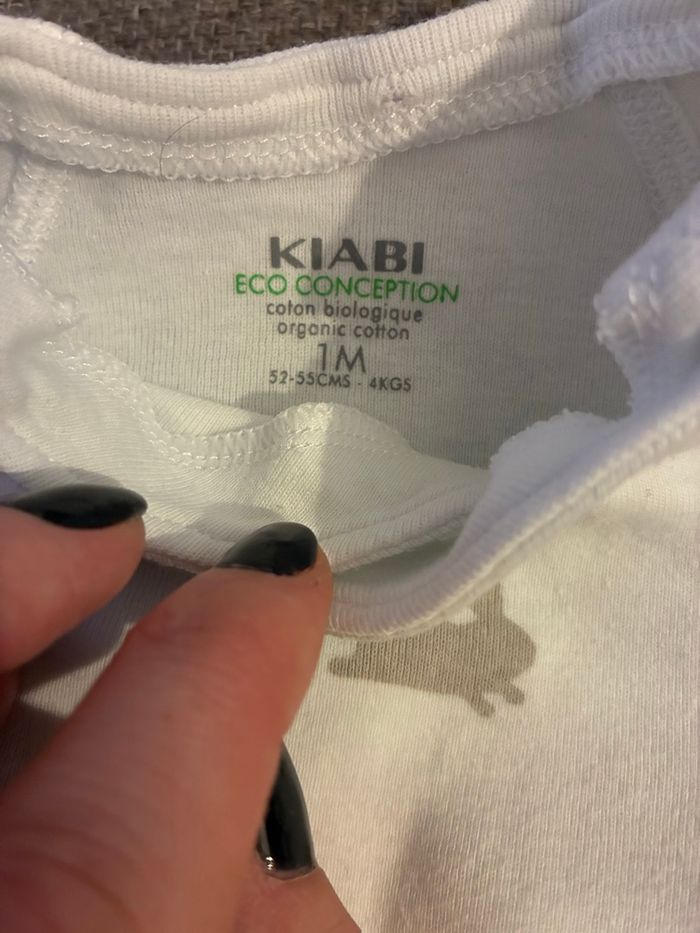 KIABI
ECO CONCEPTION
coton biologique
organic cotton
1M
52-55CMS - 4KGS